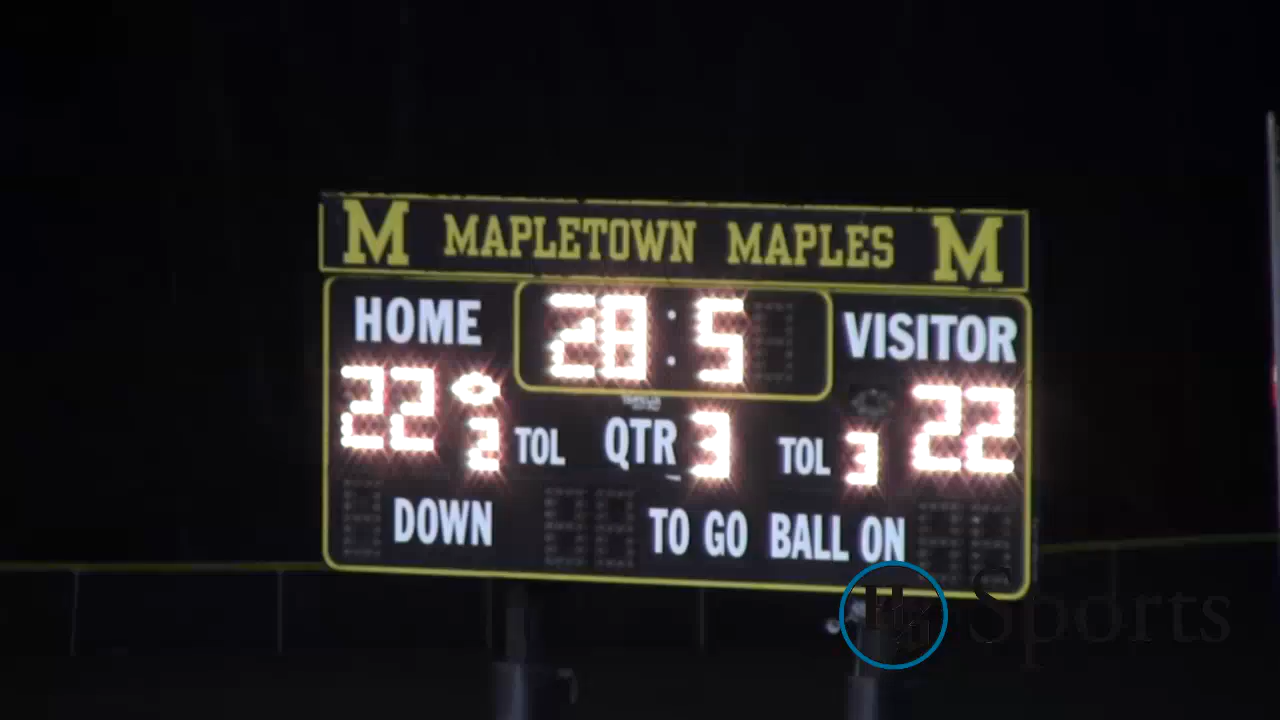 M MAPLETOWN MAPLES M
HOME 28:5 VISITOR
22 2 TOL QTR 3 TOL 3 22
DOWN TO GO BALL ON
Sports